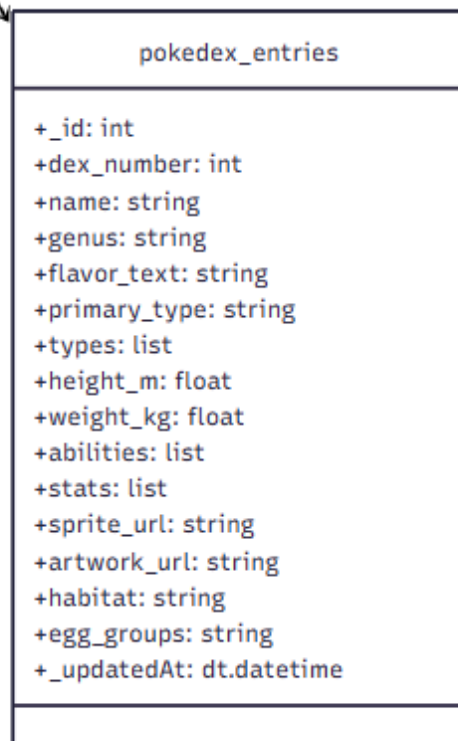 pokedex_entries
+_id: int
+dex_number: int
+name: string
+genus: string
+flavor_text: string
+primary_type: string
+types: list
+height_m: float
+weight_kg: float
+abilities: list
+stats: list
+sprite_url: string
+artwork_url: string
+habitat: string
+egg_groups: string
+_updatedAt: dt.datetime